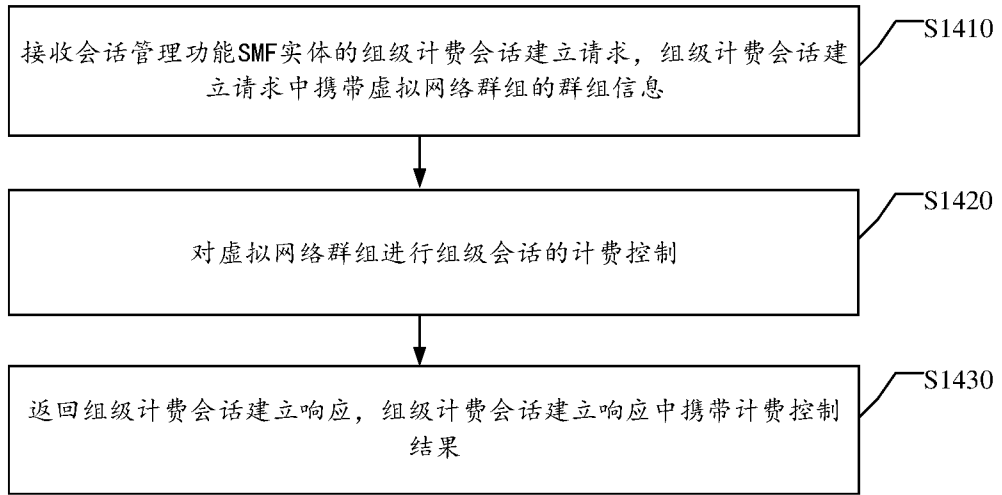 接收会话管理功能SMF实体的组级计费会话建立请求，组级计费会话建
立请求中携带虚拟网络群组的群组信息
S1410
对虚拟网络群组进行组级会话的计费控制
S1420
返回组级计费会话建立响应，组级计费会话建立响应中携带计费控制
结果
S1430